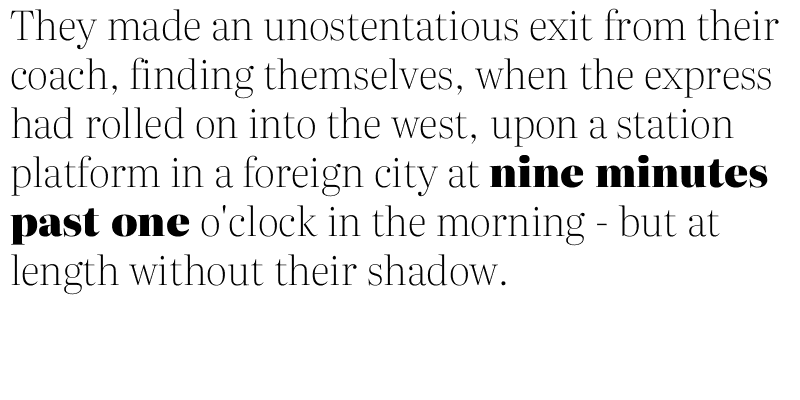 They made an unostentatious exit from their
coach, finding themselves, when the express
had rolled on into the west, upon a station
platform in a foreign city at nine minutes
past one o'clock in the morning - but at
length without their shadow.